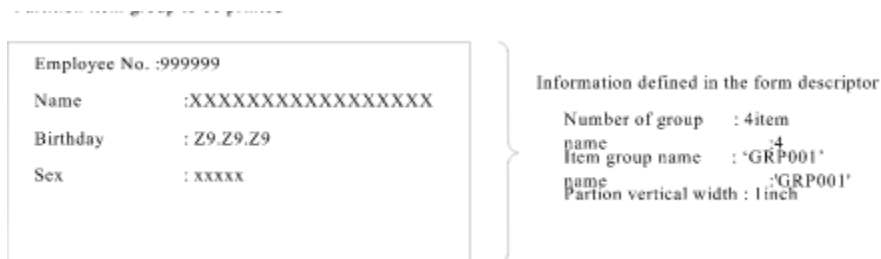 Employee No. :999999
Name :XXXXXXXXXXXXXXXXX
Birthday : Z9.Z9.Z9
Sex : xxxxx
Information defined in the form descriptor
Number of group : 4item
name :4
Item group name : 'GRP001'
name :'GRP001'
Partion vertical width : 1inch